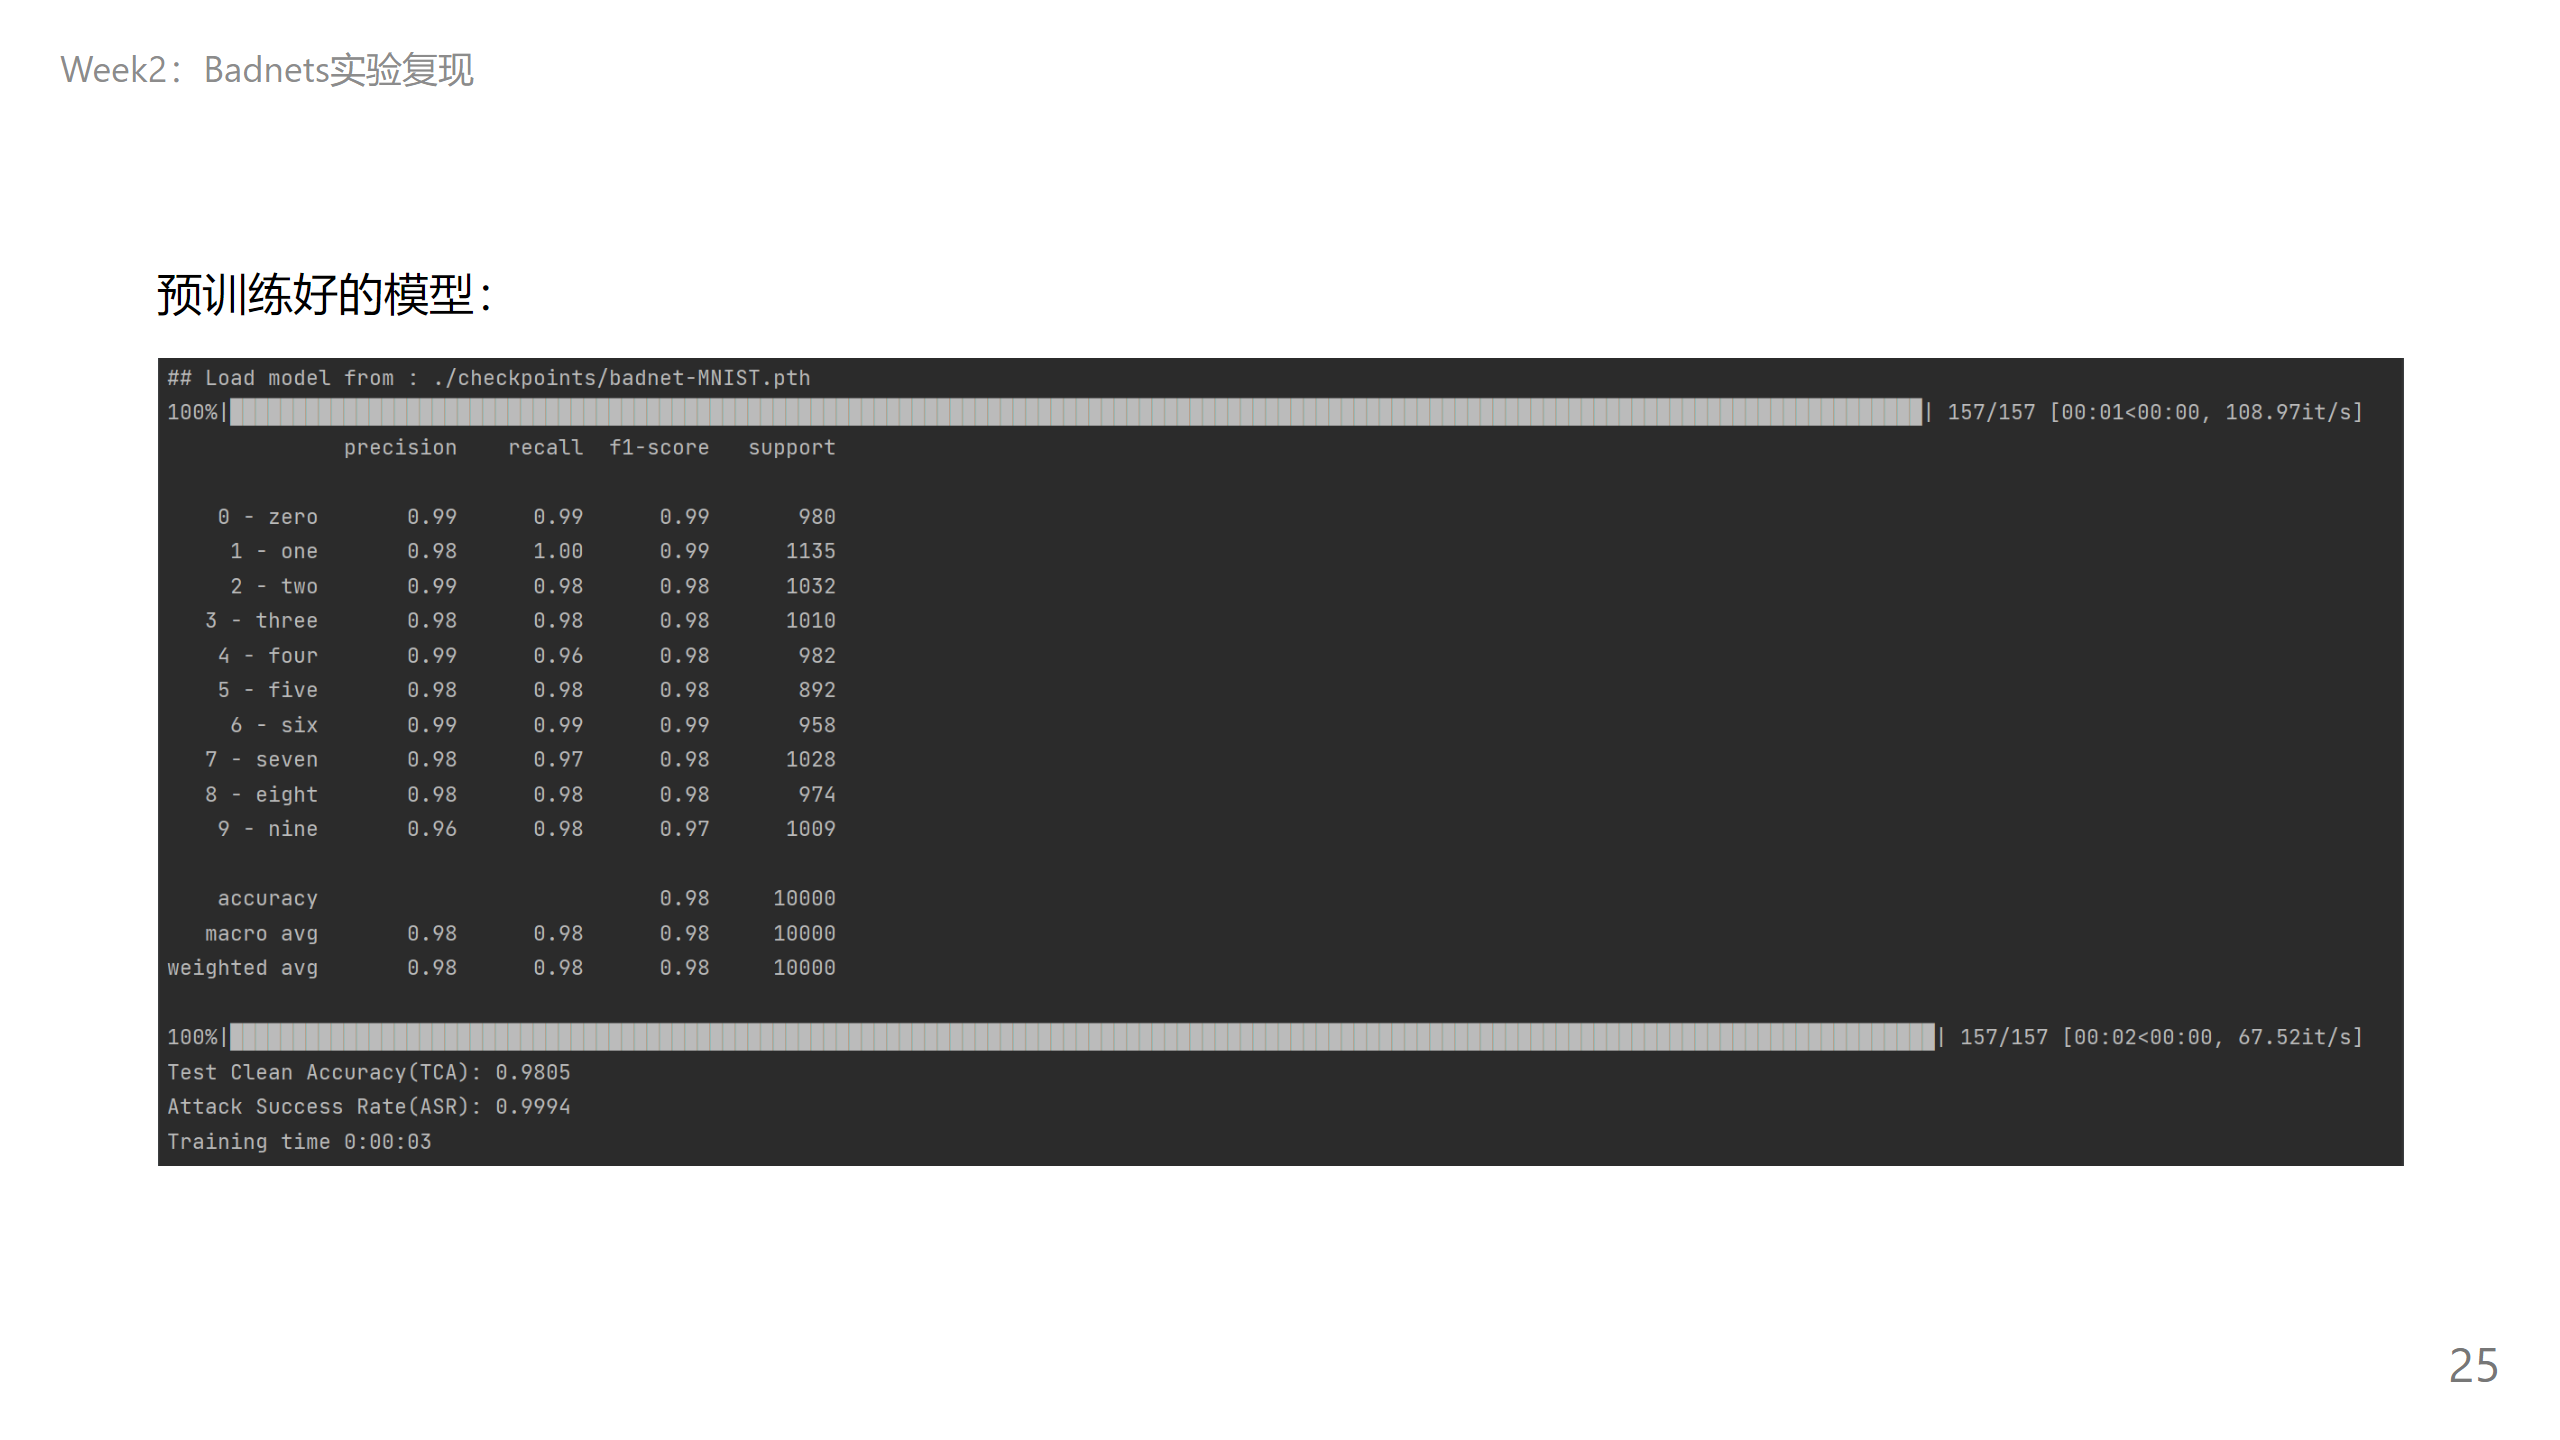 Week2：Badnets实验复现
预训练好的模型：
## Load model from : ./checkpoints/badnet-MNIST.pth
100%| | 157/157 [00:01<00:00, 108.97it/s]
precision recall f1-score support
0 - zero 0.99 0.99 0.99 980
1 - one 0.98 1.00 0.99 1135
2 - two 0.99 0.98 0.98 1032
3 - three 0.98 0.98 0.98 1010
4 - four 0.99 0.96 0.98 982
5 - five 0.98 0.98 0.98 892
6 - six 0.99 0.99 0.99 958
7 - seven 0.98 0.97 0.98 1028
8 - eight 0.98 0.98 0.98 974
9 - nine 0.96 0.98 0.97 1009
accuracy 0.98 10000
macro avg 0.98 0.98 0.98 10000
weighted avg 0.98 0.98 0.98 10000
100%| | 157/157 [00:02<00:00, 67.52it/s]
Test Clean Accuracy(TCA): 0.9805
Attack Success Rate(ASR): 0.9994
Training time 0:00:03
25